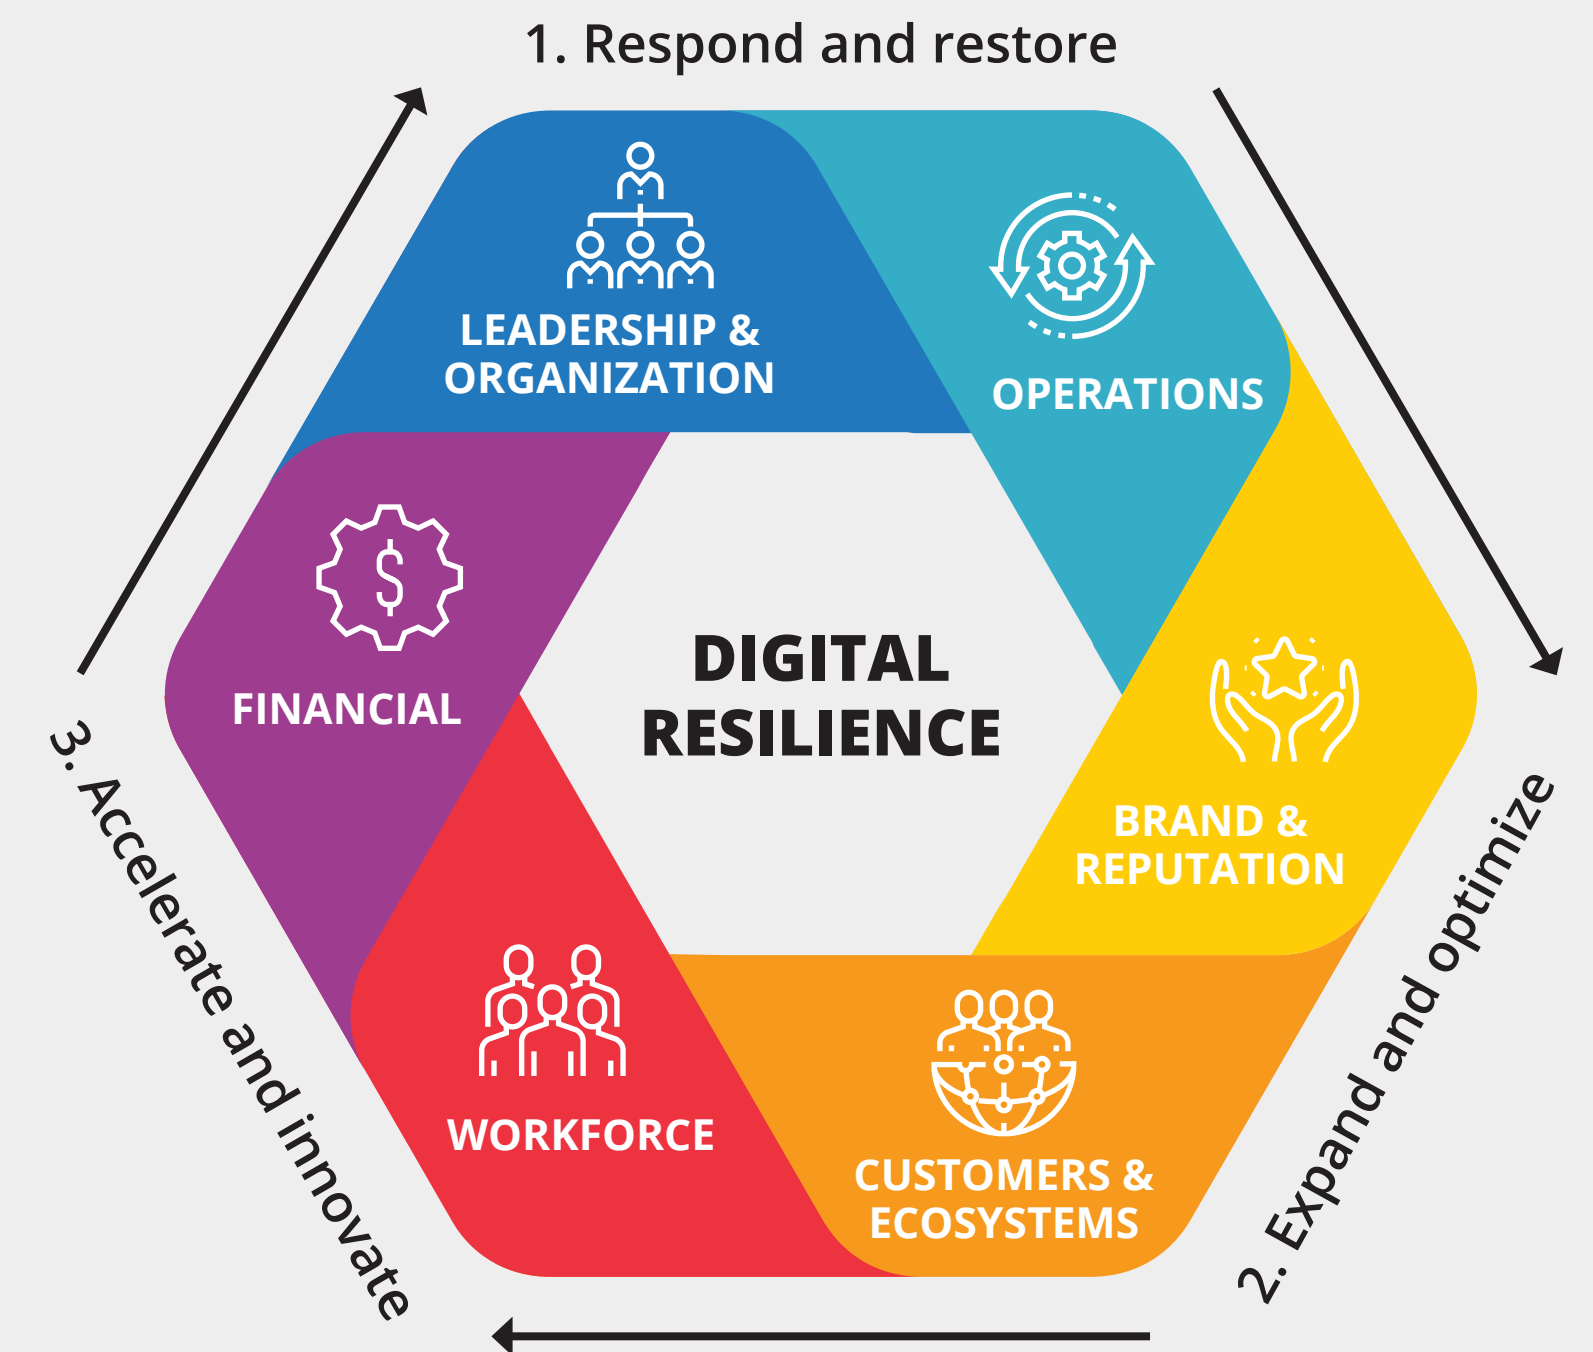 1. Respond and restore
LEADERSHIP &
ORGANIZATION
OPERATIONS
FINANCIAL
DIGITAL
RESILIENCE
BRAND &
REPUTATION
WORKFORCE
CUSTOMERS &
ECOSYSTEMS
2. Expand and optimize
3. Accelerate and innovate
$